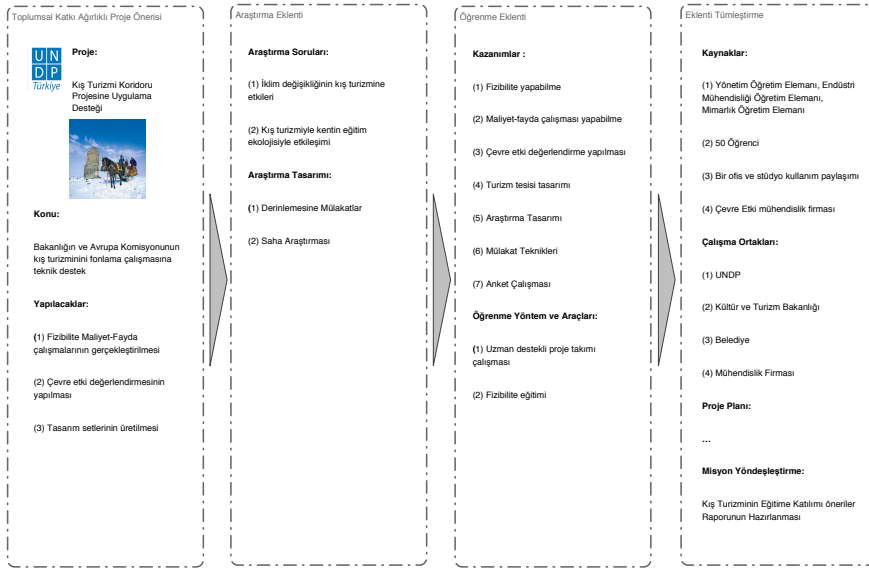 Toplumsal Katkı Ağırlıklı Proje Önerisi
U N
D P
Türkiye
Proje:
Kış Turizmi Koridoru
Projesine Uygulama
Desteği
Konu:
Bakanlığın ve Avrupa Komisyonunun
kış turizminini fonlama çalışmasına
teknik destek
Yapılacaklar:
(1) Fizibilite Maliyet-Fayda
çalışmalarının gerçekleştirilmesi
(2) Çevre etki değerlendirmesinin
yapılması
(3) Tasarım setlerinin üretilmesi
Araştırma Eklenti
Araştırma Soruları:
(1) İklim değişikliğinin kış turizmine
etkileri
(2) Kış turizmiyle kentin eğitim
ekolojisiyle etkileşimi
Araştırma Tasarımı:
(1) Derinlemesine Mülakatlar
(2) Saha Araştırması
Öğrenme Eklenti
Kazanımlar :
(1) Fizibilite yapabilme
(2) Maliyet-fayda çalışması yapabilme
(3) Çevre etki değerlendirme yapılması
(4) Turizm tesisi tasarımı
(5) Araştırma Tasarımı
(6) Mülakat Teknikleri
(7) Anket Çalışması
Öğrenme Yöntem ve Araçları:
(1) Uzman destekli proje takımı
çalışması
(2) Fizibilite eğitimi
Eklenti Tümleştirme
Kaynaklar:
(1) Yönetim Öğretim Elemanı, Endüstri
Mühendisliği Öğretim Elemanı,
Mimarlık Öğretim Elemanı
(2) 50 Öğrenci
(3) Bir ofis ve stüdyo kullanım paylaşımı
(4) Çevre Etki mühendislik firması
Çalışma Ortakları:
(1) UNDP
(2) Kültür ve Turizm Bakanlığı
(3) Belediye
(4) Mühendislik Firması
Proje Planı:
...
Misyon Yöndeşleştirme:
Kış Turizminin Eğitime Katılımı öneriler
Raporunun Hazırlanması